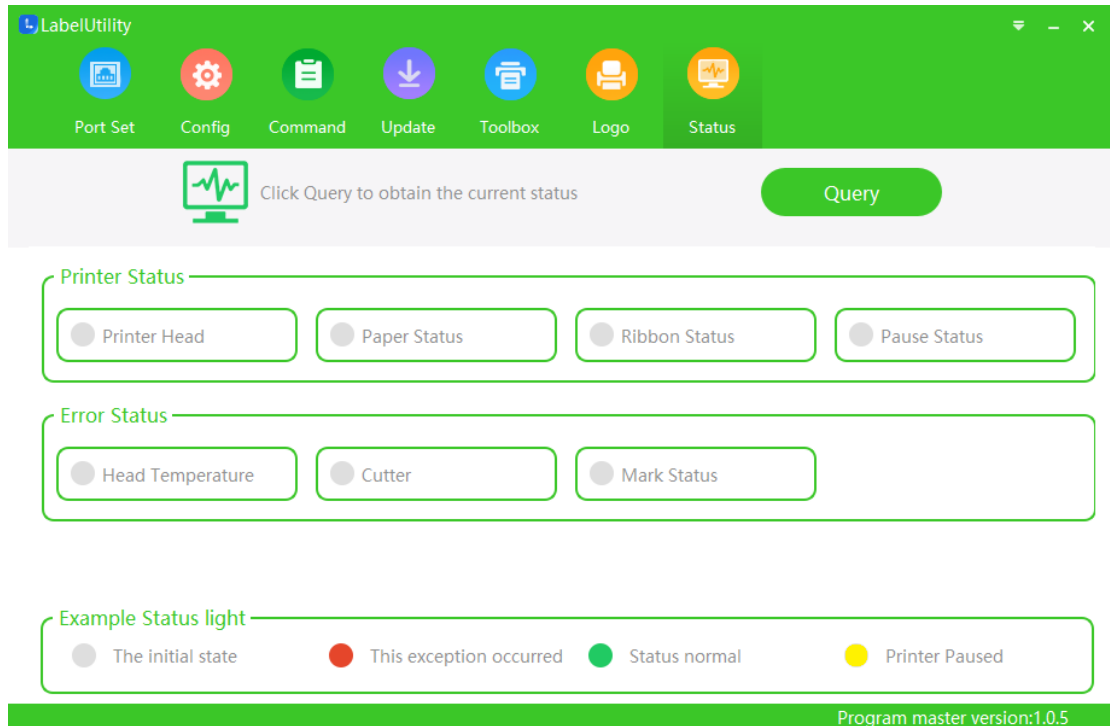 LabelUtility
Port Set Config Command Update Toolbox Logo Status
Click Query to obtain the current status Query
Printer Status
Printer Head Paper Status Ribbon Status Pause Status
Error Status
Head Temperature Cutter Mark Status
Example Status light
The initial state This exception occurred Status normal Printer Paused
Program master version:1.0.5